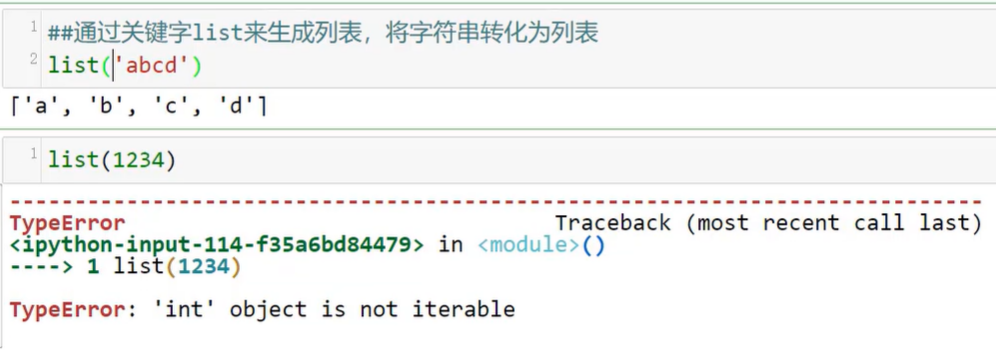 1 ##通过关键字list来生成列表，将字符串转化为列表
2 list('abcd')
['a', 'b', 'c', 'd']
1 list(1234)
---------------------------------------------------------------------------
TypeError Traceback (most recent call last)
<ipython-input-114-f35a6bd84479> in <module>()
----> 1 list(1234)
TypeError: 'int' object is not iterable